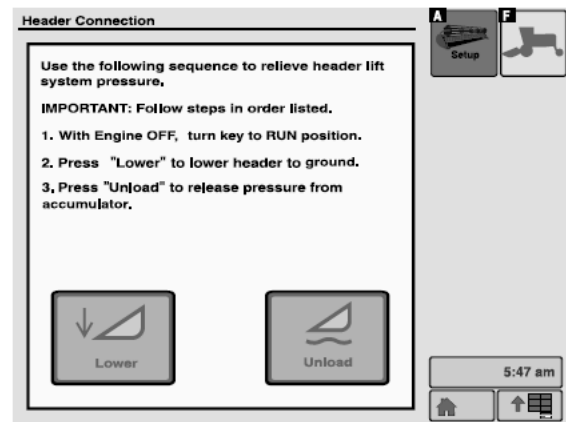 Header Connection
A
F
Setup
Use the following sequence to relieve header lift
system pressure.
IMPORTANT: Follow steps in order listed.
1. With Engine OFF, turn key to RUN position.
2. Press "Lower" to lower header to ground.
3. Press "Unload" to release pressure from
accumulator.
Lower
Unload
5:47 am